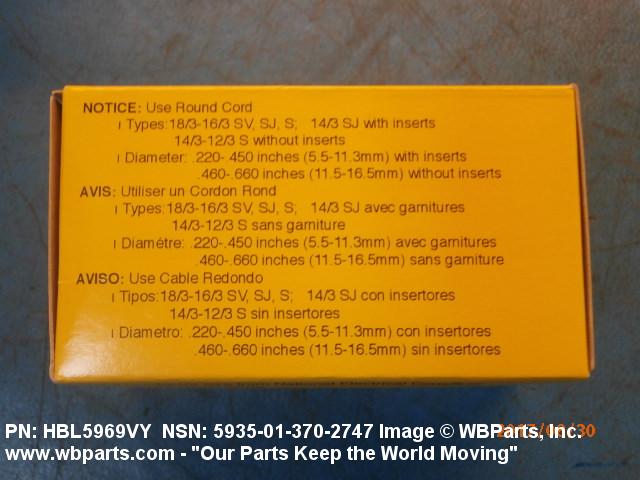 NOTICE: Use Round Cord
ı Types:18/3-16/3 SV, SJ, S; 14/3 SJ with inserts
14/3-12/3 S without inserts
ı Diameter: .220-.450 inches (5.5-11.3mm) with inserts
.460-.660 inches (11.5-16.5mm) without inserts
AVIS: Utiliser un Cordon Rond
ı Types:18/3-16/3 SV, SJ, S; 14/3 SJ avec garnitures
14/3-12/3 S sans garniture
ı Diamétre: .220-.450 inches (5.5-11.3mm) avec garnitures
.460-.660 inches (11.5-16.5mm) sans garniture
AVISO: Use Cable Redondo
ı Tipos:18/3-16/3 SV, SJ, S; 14/3 SJ con insertores
14/3-12/3 S sin insertores
ı Diametro: .220-.450 inches (5.5-11.3mm) con insertores
.460-.660 inches (11.5-16.5mm) sin insertores
from National Electrical
PN: HBL5969VY NSN: 5935-01-370-2747 Image © WBParts, Inc.
www.wbparts.com - "Our Parts Keep the World Moving"